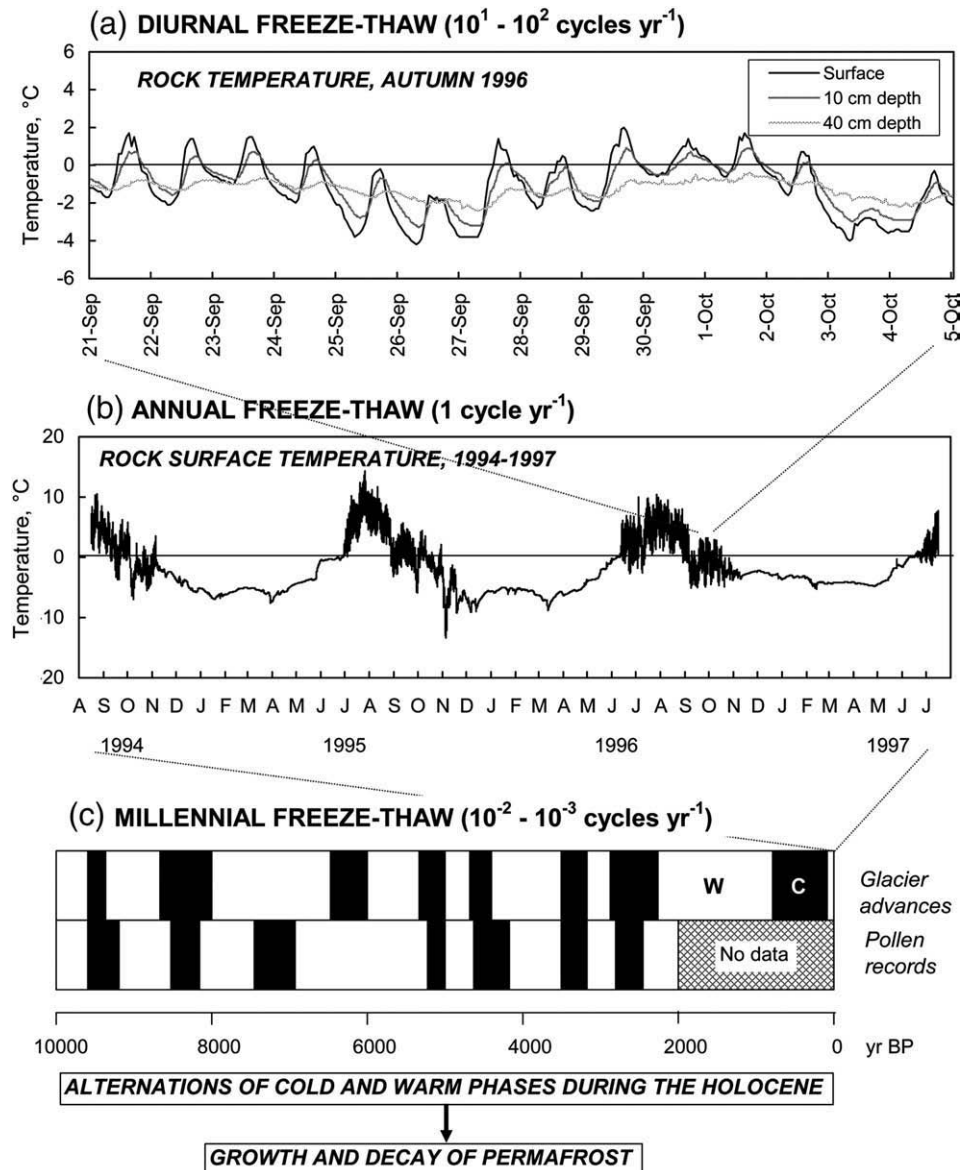 (a) DIURNAL FREEZE-THAW (10¹ - 10² cycles yr⁻¹)
ROCK TEMPERATURE, AUTUMN 1996
Surface
10 cm depth
40 cm depth
Temperature, °C
6
4
2
0
-2
-4
-6
21-Sep
22-Sep
23-Sep
24-Sep
25-Sep
26-Sep
27-Sep
28-Sep
29-Sep
30-Sep
1-Oct
2-Oct
3-Oct
4-Oct
5-Oct
(b) ANNUAL FREEZE-THAW (1 cycle yr⁻¹)
ROCK SURFACE TEMPERATURE, 1994-1997
Temperature, °C
20
10
0
-10
-20
A S O N D J F M A M J J A S O N D J F M A M J J A S O N D J F M A M J J
1994 1995 1996 1997
(c) MILLENNIAL FREEZE-THAW (10⁻² - 10⁻³ cycles yr⁻¹)
W C
Glacier
advances
No data
Pollen
records
10000 8000 6000 4000 2000 0 yr BP
ALTERNATIONS OF COLD AND WARM PHASES DURING THE HOLOCENE
GROWTH AND DECAY OF PERMAFROST